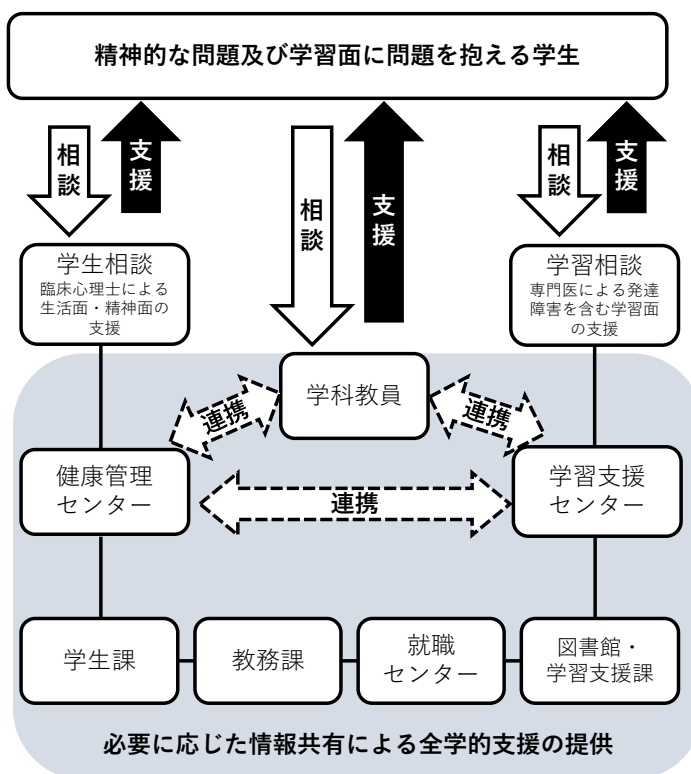 精神的な問題及び学習面に問題を抱える学生
相談
支援
相談
支援
相談
支援
学生相談
臨床心理士による
生活面・精神面の
支援
学習相談
専門医による発達
障害を含む学習面
の支援
学科教員
連携
連携
健康管理
センター
連携
学習支援
センター
学生課
教務課
就職
センター
図書館・
学習支援課
必要に応じた情報共有による全学的支援の提供